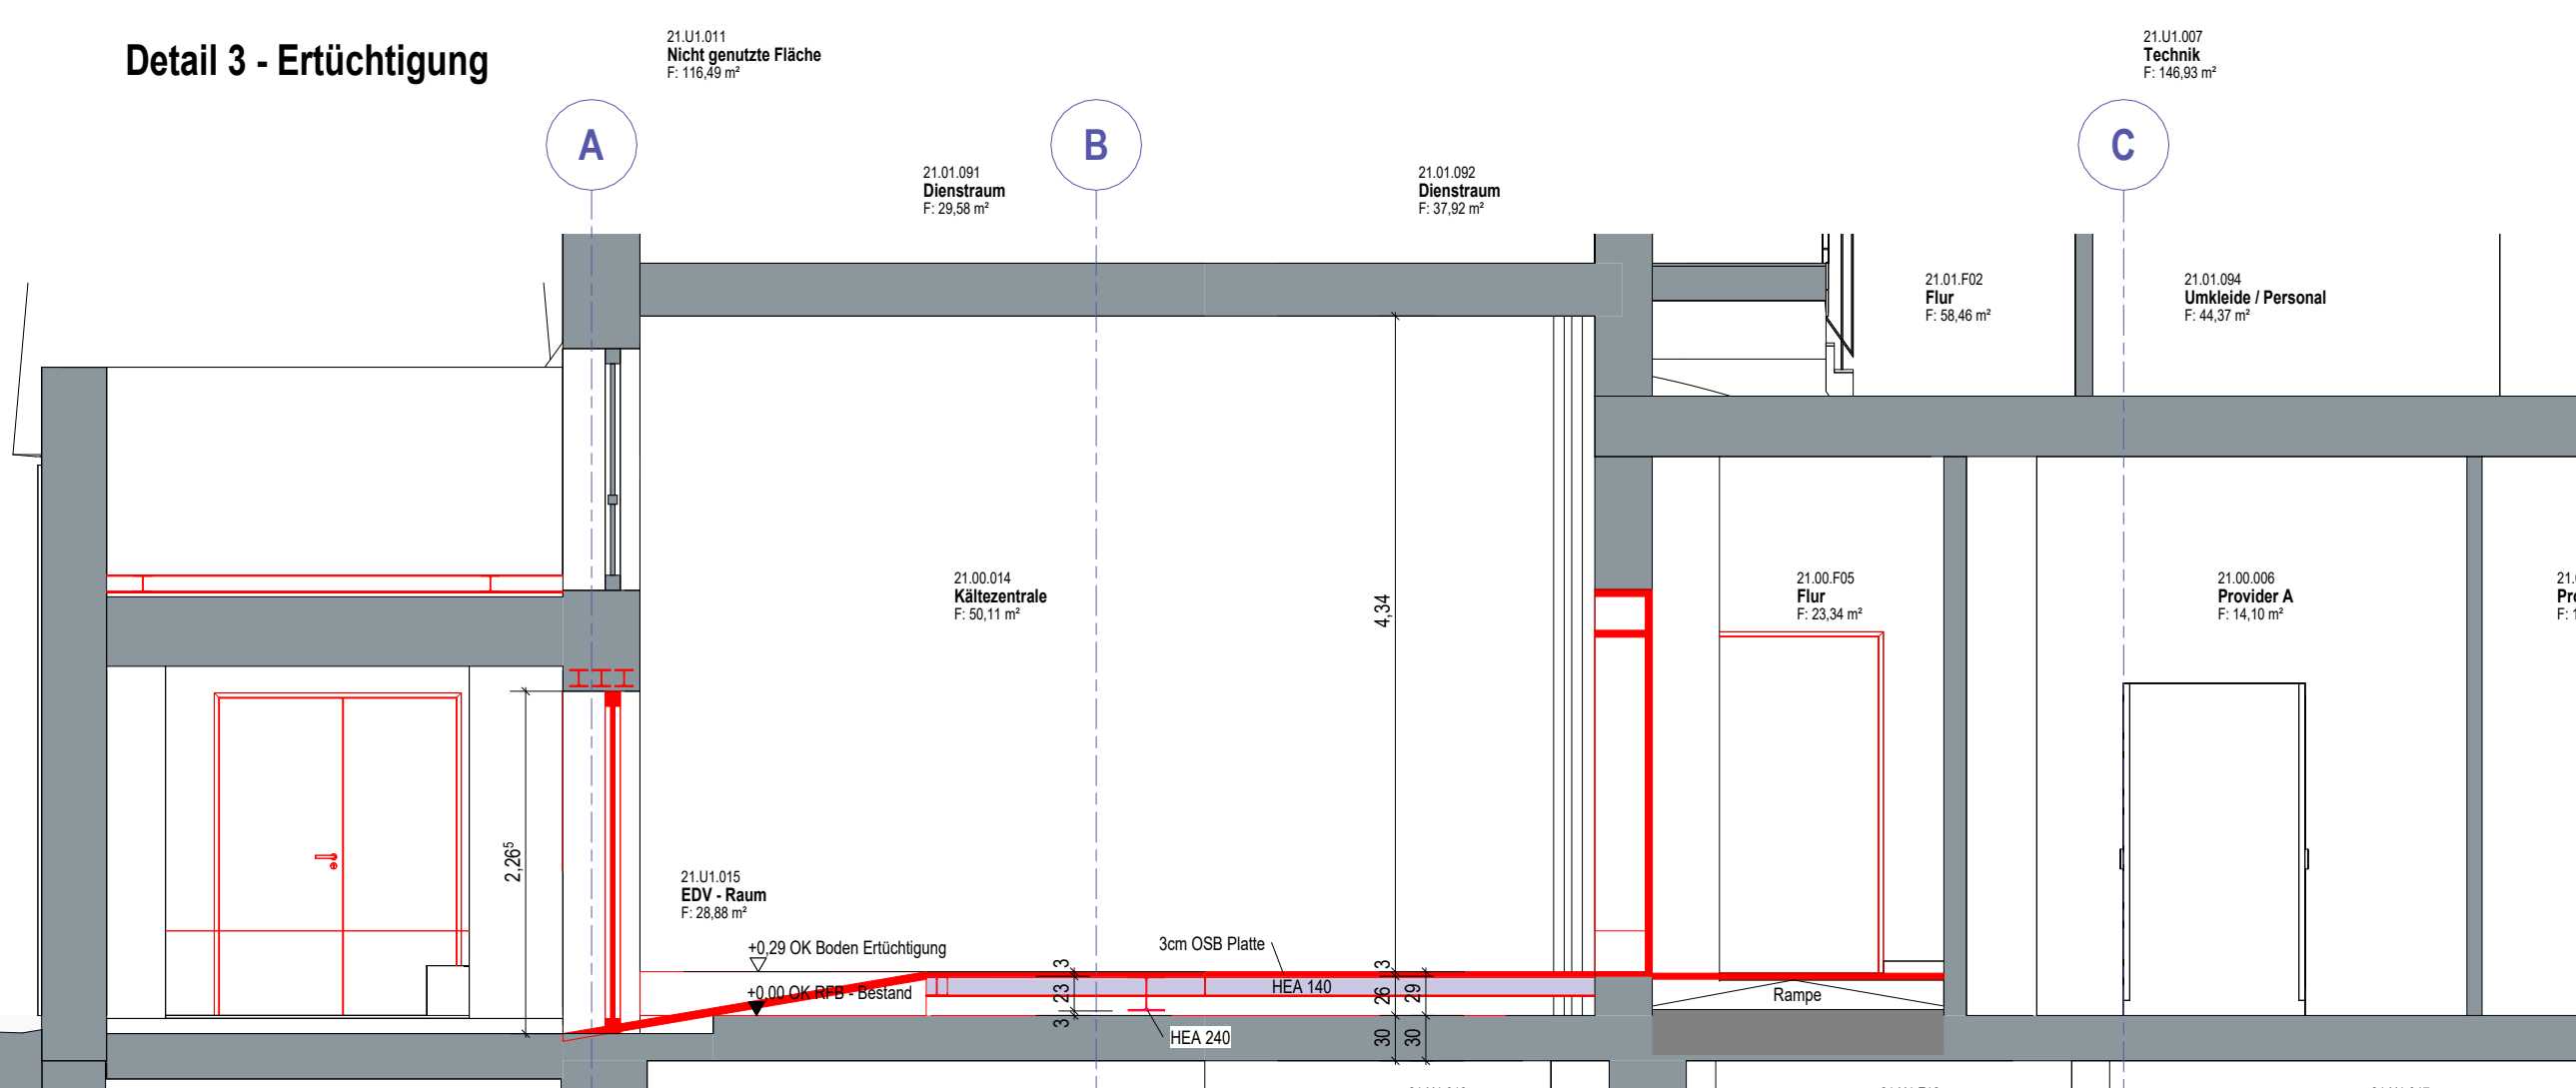 Detail 3 - Ertüchtigung
21.U1.011
Nicht genutzte Fläche
F: 116,49 m²
21.U1.007
Technik
F: 146,93 m²
A
B
C
21.01.091
Dienstraum
F: 29,58 m²
21.01.092
Dienstraum
F: 37,92 m²
21.01.F02
Flur
F: 58,46 m²
21.01.094
Umkleide / Personal
F: 44,37 m²
21.00.014
Kältezentrale
F: 50,11 m²
4,34
21.00.F05
Flur
F: 23,34 m²
21.00.006
Provider A
F: 14,10 m²
2,26⁵
21.U1.015
EDV - Raum
F: 28,88 m²
+0,29 OK Boden Ertüchtigung
3cm OSB Platte
+0,00 OK RFB - Bestand
3
23
3
HEA 140
HEA 240
3
26
29
30
30
Rampe